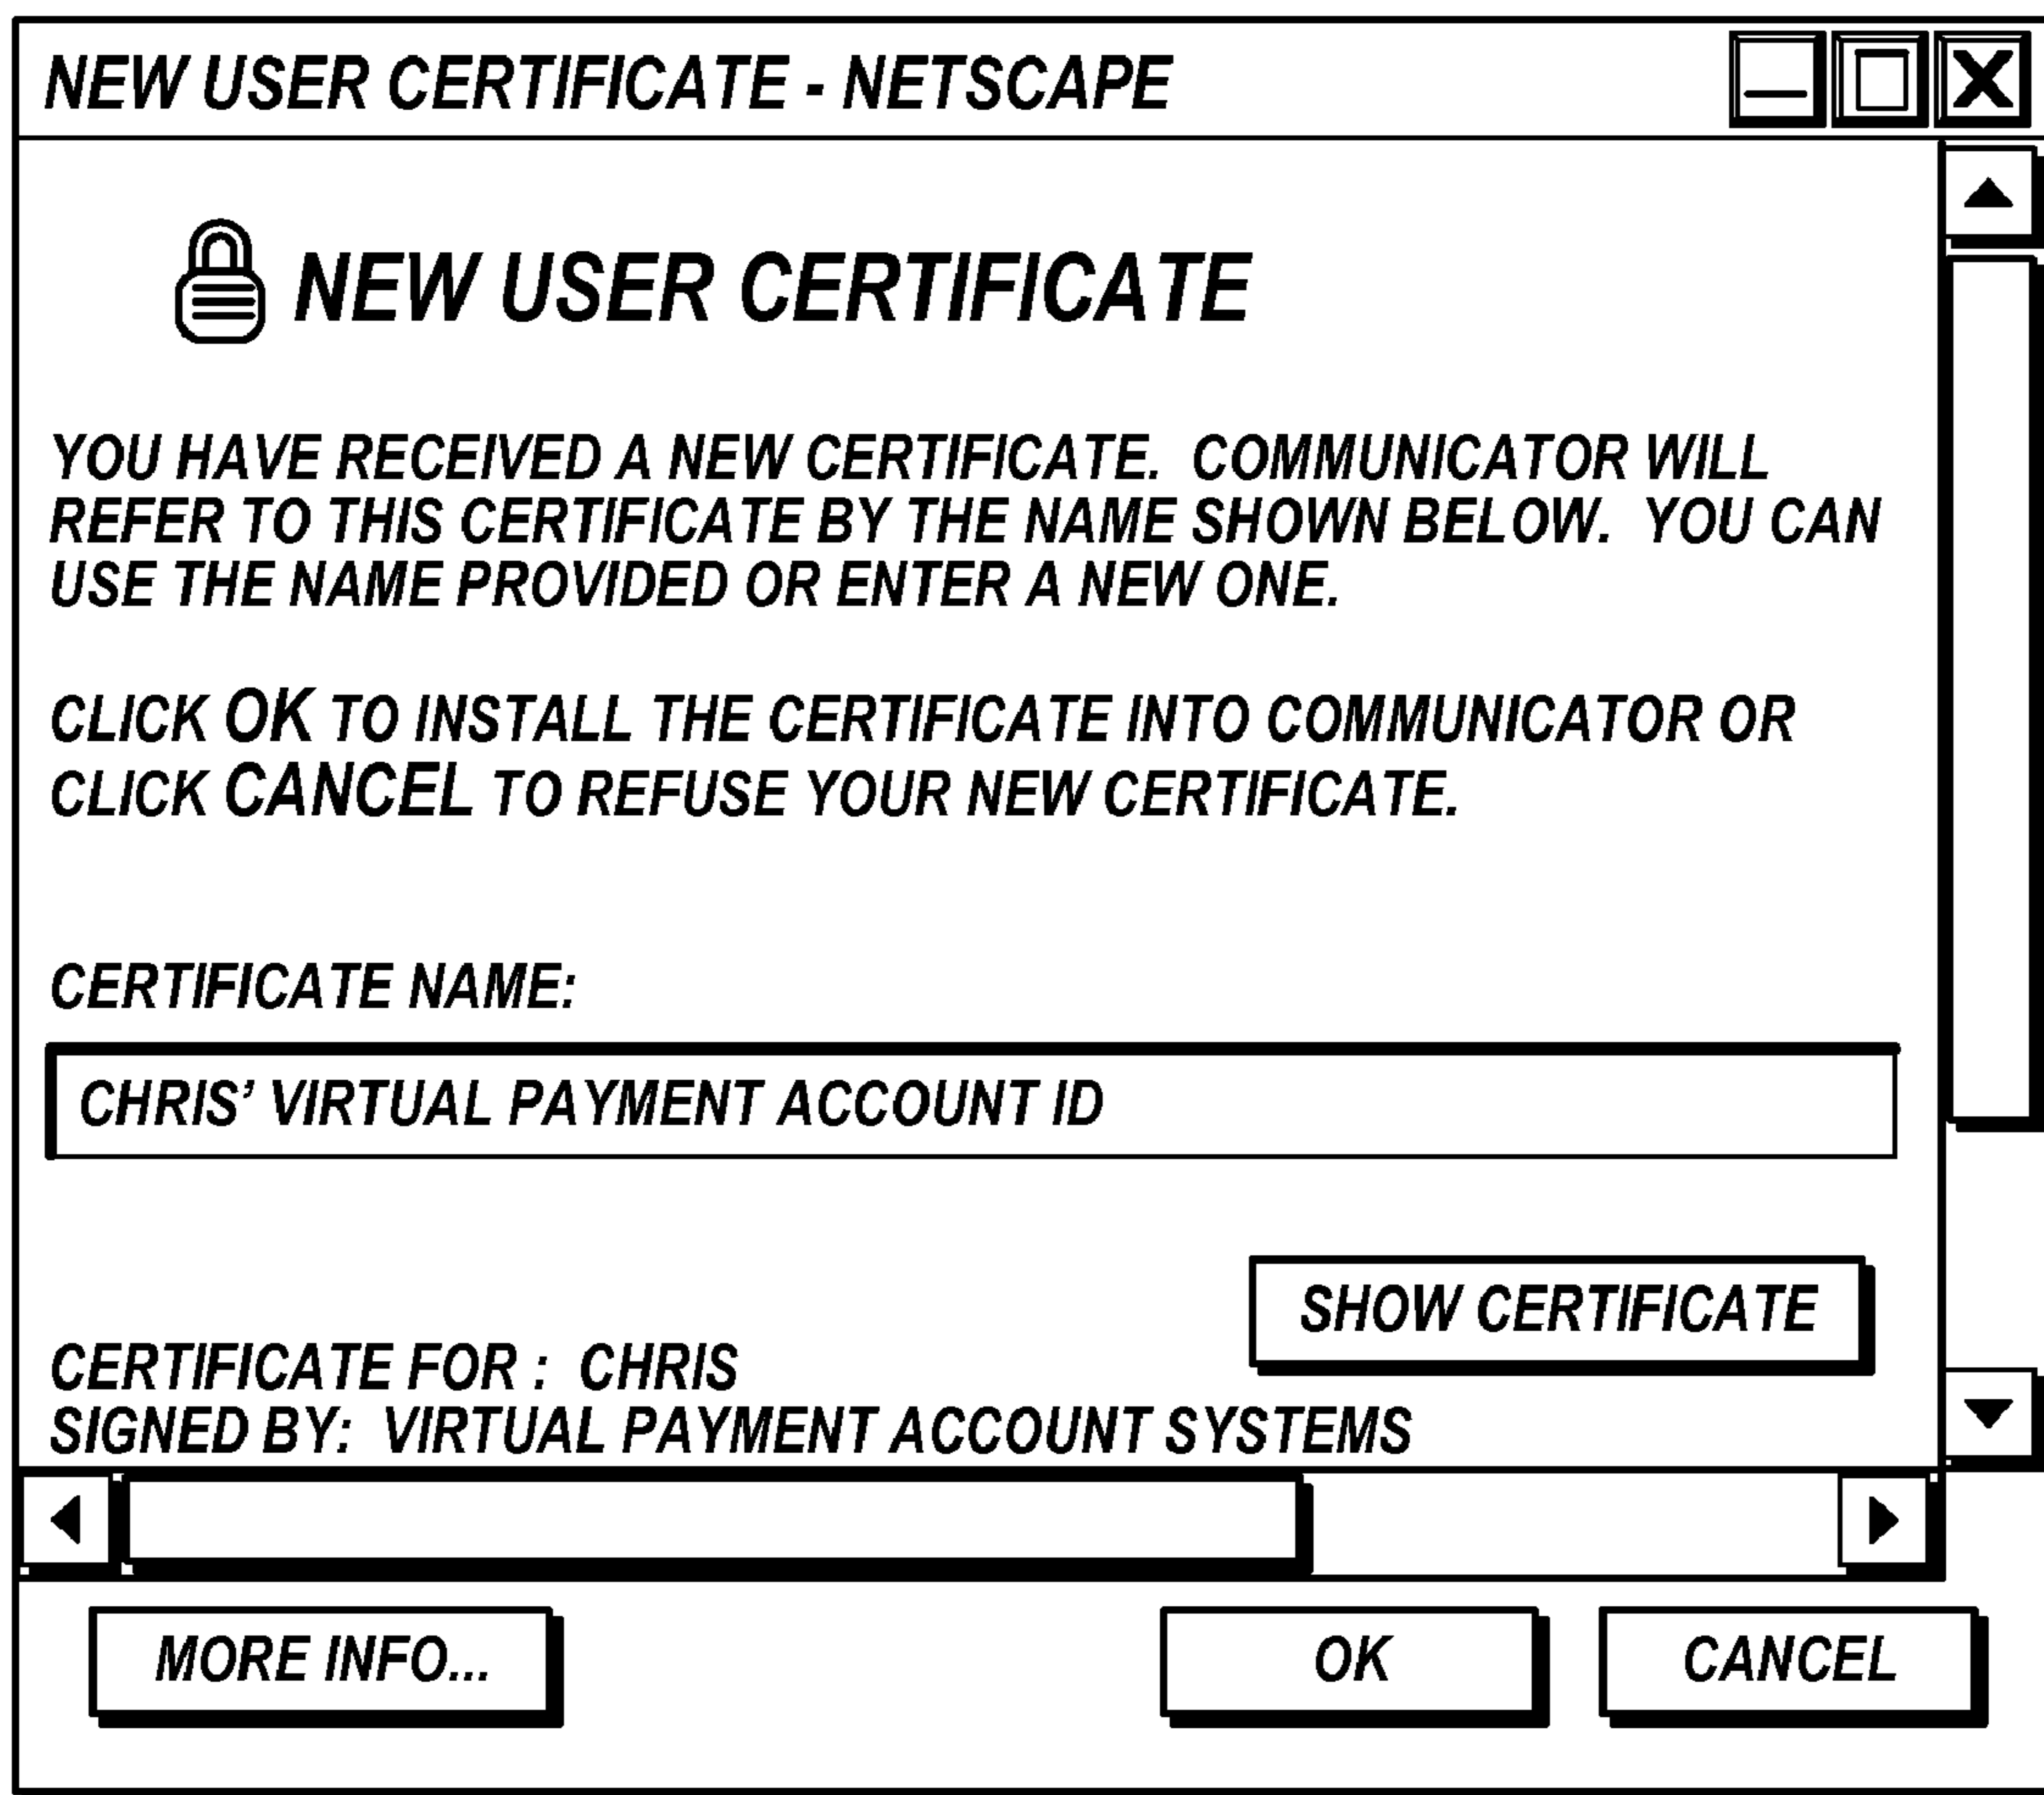 NEW USER CERTIFICATE - NETSCAPE
NEW USER CERTIFICATE
YOU HAVE RECEIVED A NEW CERTIFICATE. COMMUNICATOR WILL
REFER TO THIS CERTIFICATE BY THE NAME SHOWN BELOW. YOU CAN
USE THE NAME PROVIDED OR ENTER A NEW ONE.
CLICK OK TO INSTALL THE CERTIFICATE INTO COMMUNICATOR OR
CLICK CANCEL TO REFUSE YOUR NEW CERTIFICATE.
CERTIFICATE NAME:
CHRIS’ VIRTUAL PAYMENT ACCOUNT ID
SHOW CERTIFICATE
CERTIFICATE FOR : CHRIS
SIGNED BY: VIRTUAL PAYMENT ACCOUNT SYSTEMS
MORE INFO... OK CANCEL